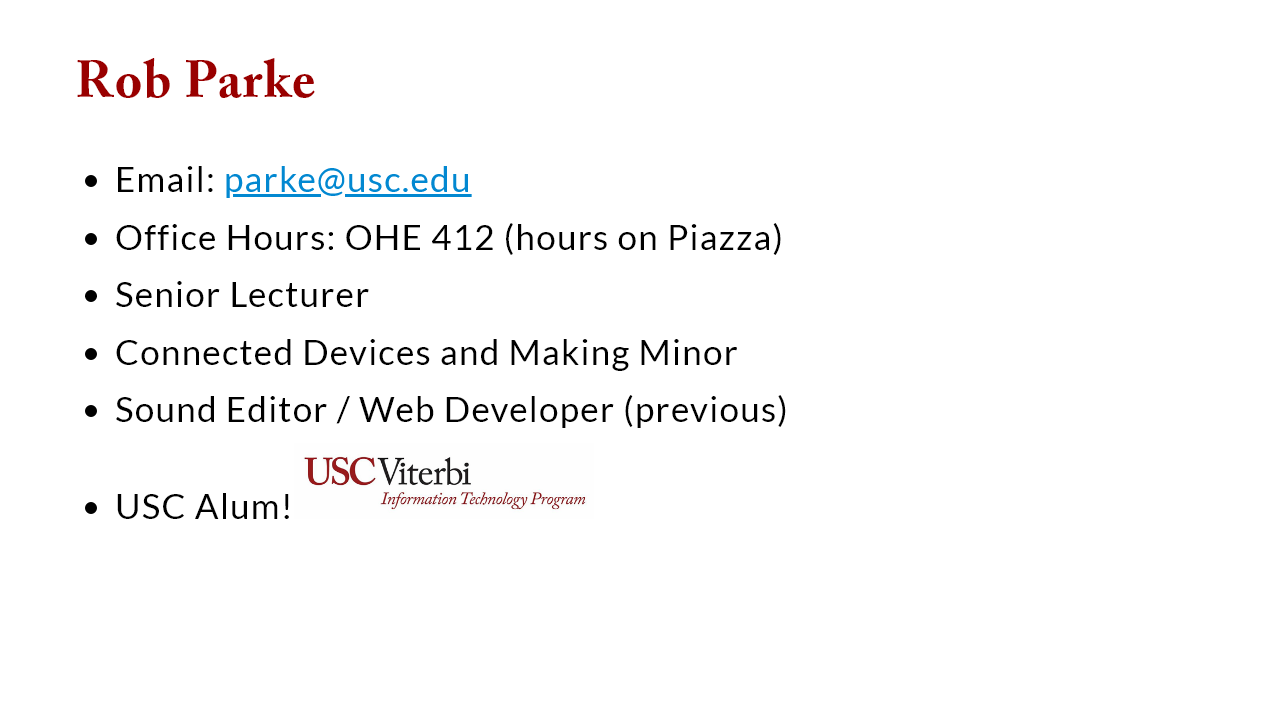 Rob Parke
Email: parke@usc.edu
Office Hours: OHE 412 (hours on Piazza)
Senior Lecturer
Connected Devices and Making Minor
Sound Editor / Web Developer (previous)
USC Viterbi
Information Technology Program
USC Alum!